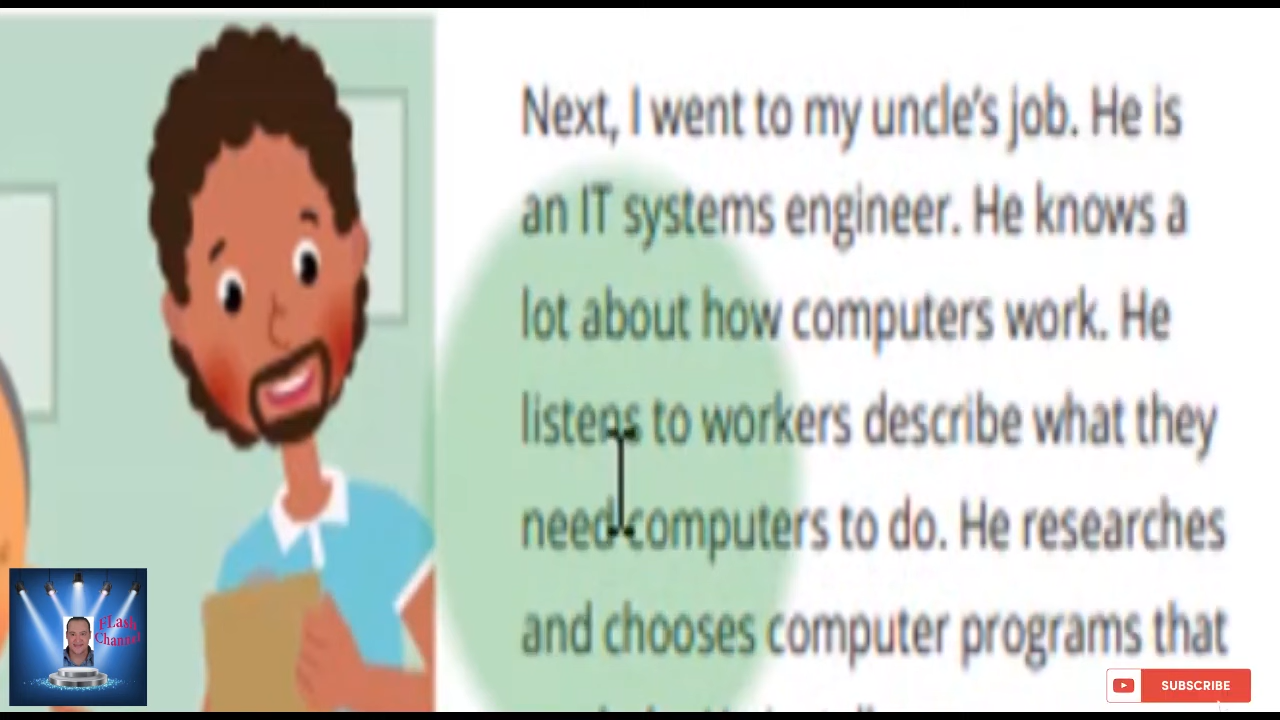 Next, I went to my uncle’s job. He is
an IT systems engineer. He knows a
lot about how computers work. He
listens to workers describe what they
need computers to do. He researches
and chooses computer programs that
FLask
Channel
SUBSCRIBE